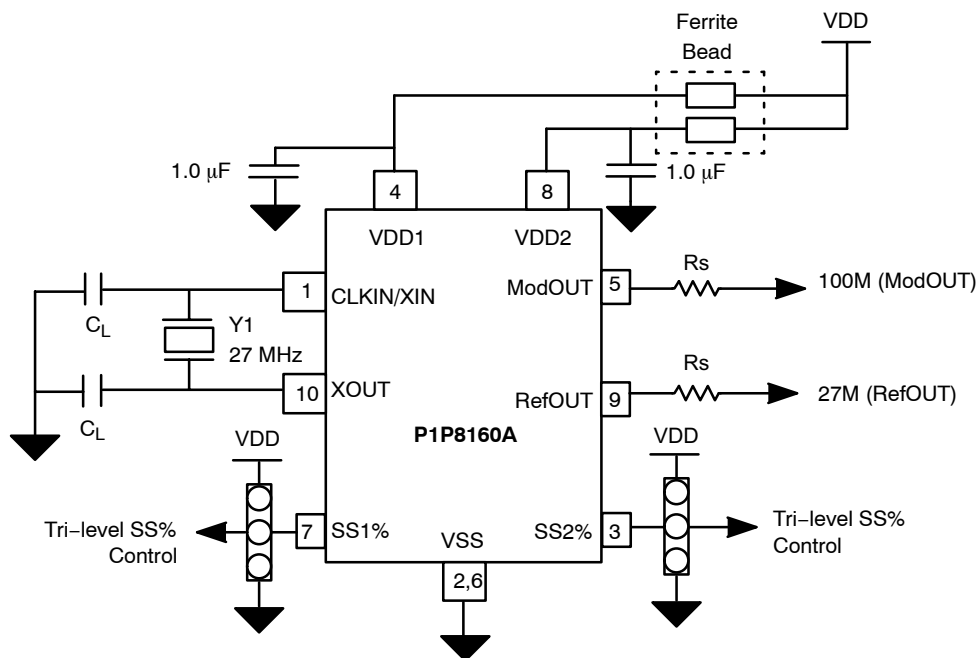 Ferrite
Bead
VDD
1.0 μF
1.0 μF
4
8
VDD1
VDD2
1
CLKIN/XIN
ModOUT
5
Rs
100M (ModOUT)
CL
Y1
27 MHz
10
XOUT
RefOUT
9
Rs
27M (RefOUT)
CL
P1P8160A
VDD
VDD
Tri−level SS%
Control
7
SS1%
VSS
SS2%
3
Tri−level SS%
Control
2,6